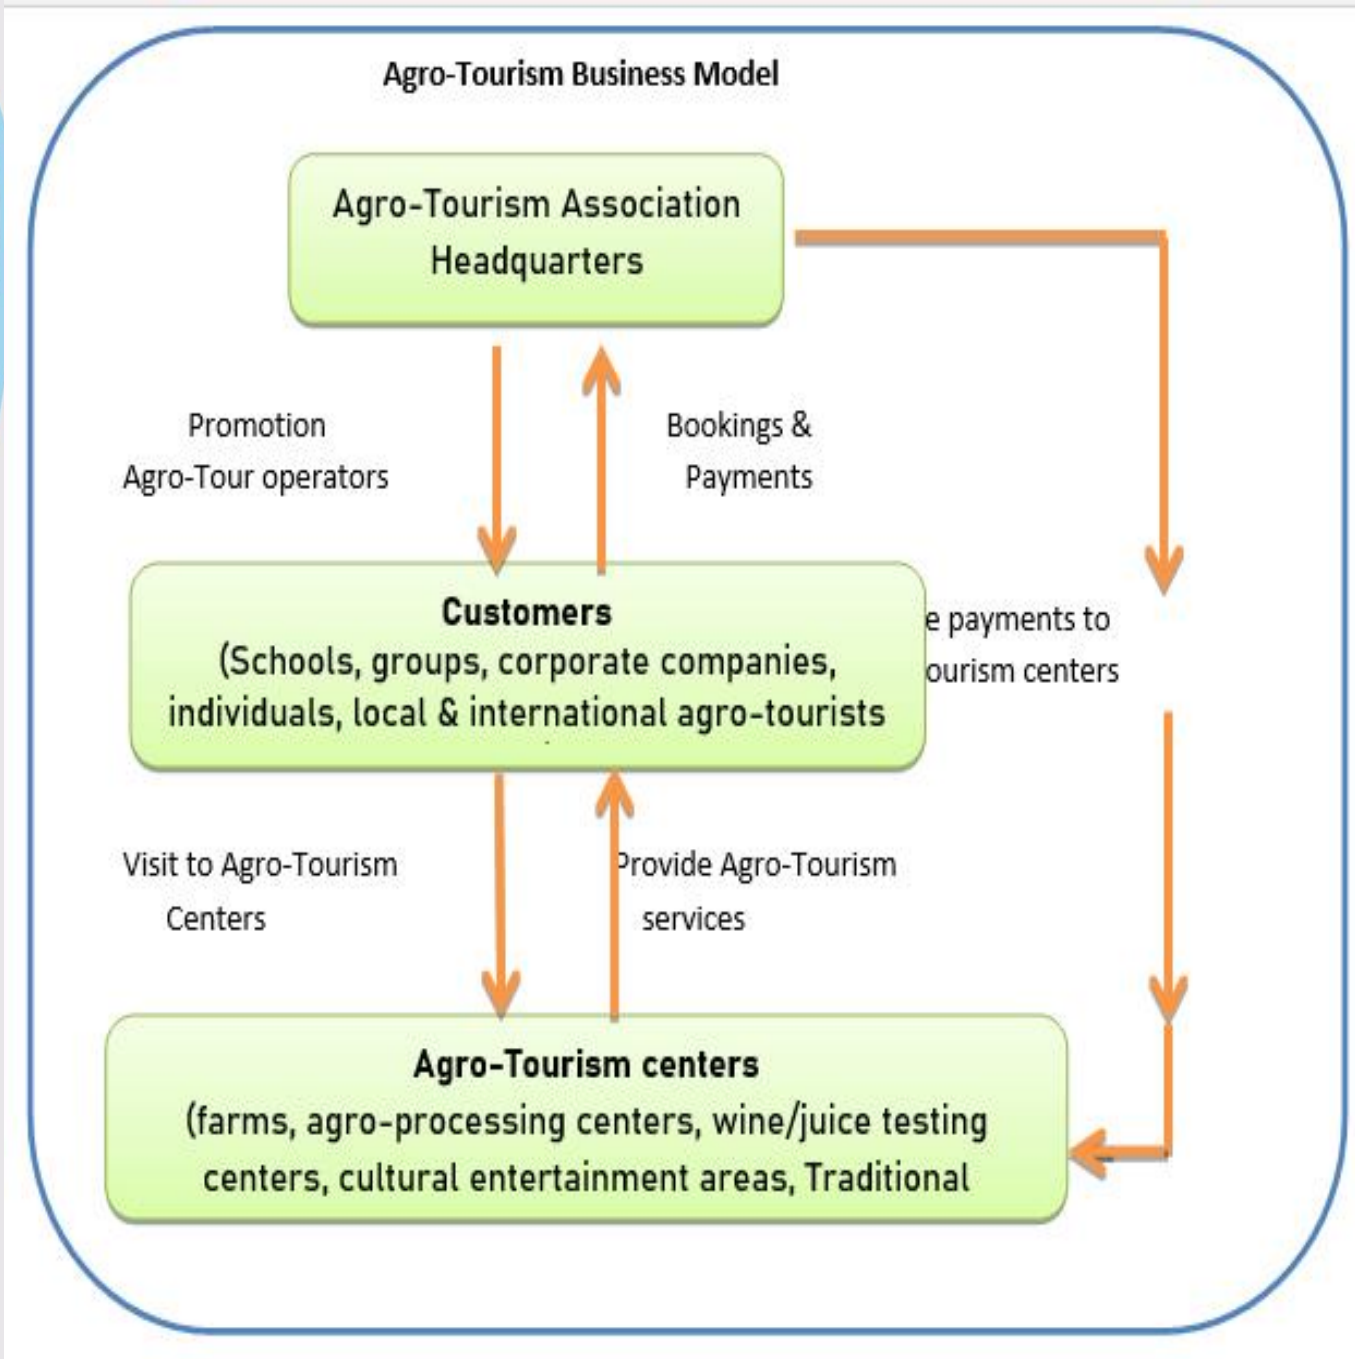 Agro-Tourism Business Model
Agro-Tourism Association
Headquarters
Promotion
Agro-Tour operators
Bookings &
Payments
Customers
(Schools, groups, corporate companies,
individuals, local & international agro-tourists
e payments to
ourism centers
Visit to Agro-Tourism
Centers
Provide Agro-Tourism
services
Agro-Tourism centers
(farms, agro-processing centers, wine/juice testing
centers, cultural entertainment areas, Traditional